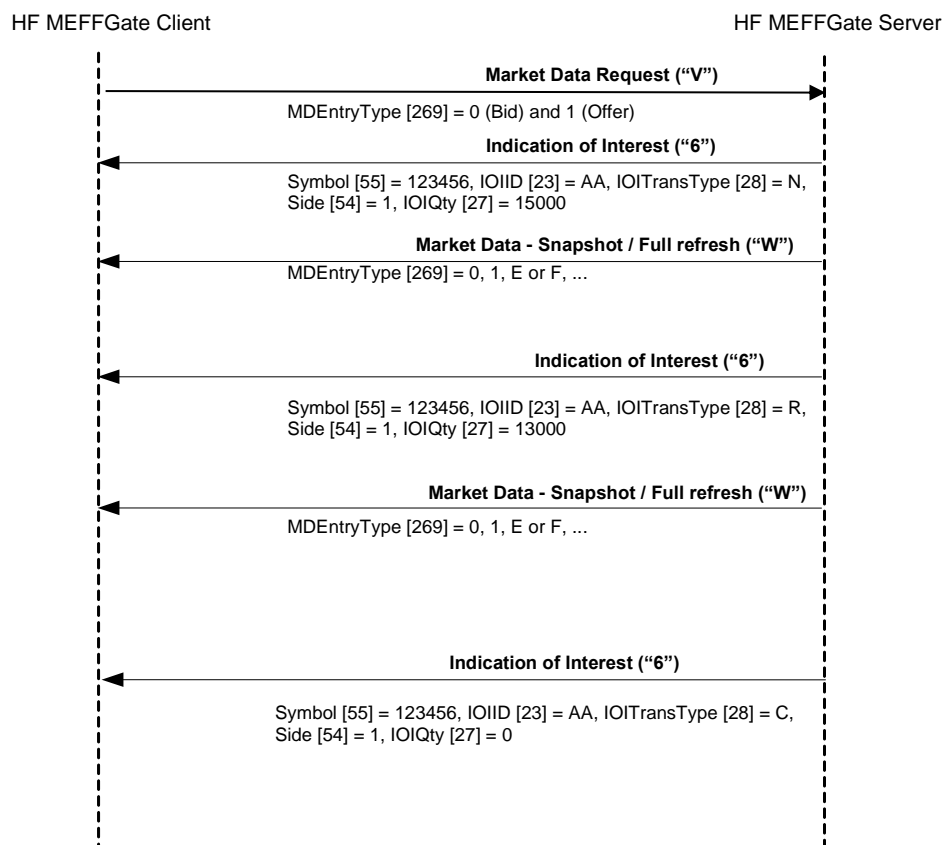 HF MEFFGate Client
HF MEFFGate Server
Market Data Request (“V”)
MDEntryType [269] = 0 (Bid) and 1 (Offer)
Indication of Interest (“6”)
Symbol [55] = 123456, IOIID [23] = AA, IOITransType [28] = N,
Side [54] = 1, IOIQty [27] = 15000
Market Data - Snapshot / Full refresh (“W”)
MDEntryType [269] = 0, 1, E or F, ...
Indication of Interest (“6”)
Symbol [55] = 123456, IOIID [23] = AA, IOITransType [28] = R,
Side [54] = 1, IOIQty [27] = 13000
Market Data - Snapshot / Full refresh (“W”)
MDEntryType [269] = 0, 1, E or F, ...
Indication of Interest (“6”)
Symbol [55] = 123456, IOIID [23] = AA, IOITransType [28] = C,
Side [54] = 1, IOIQty [27] = 0